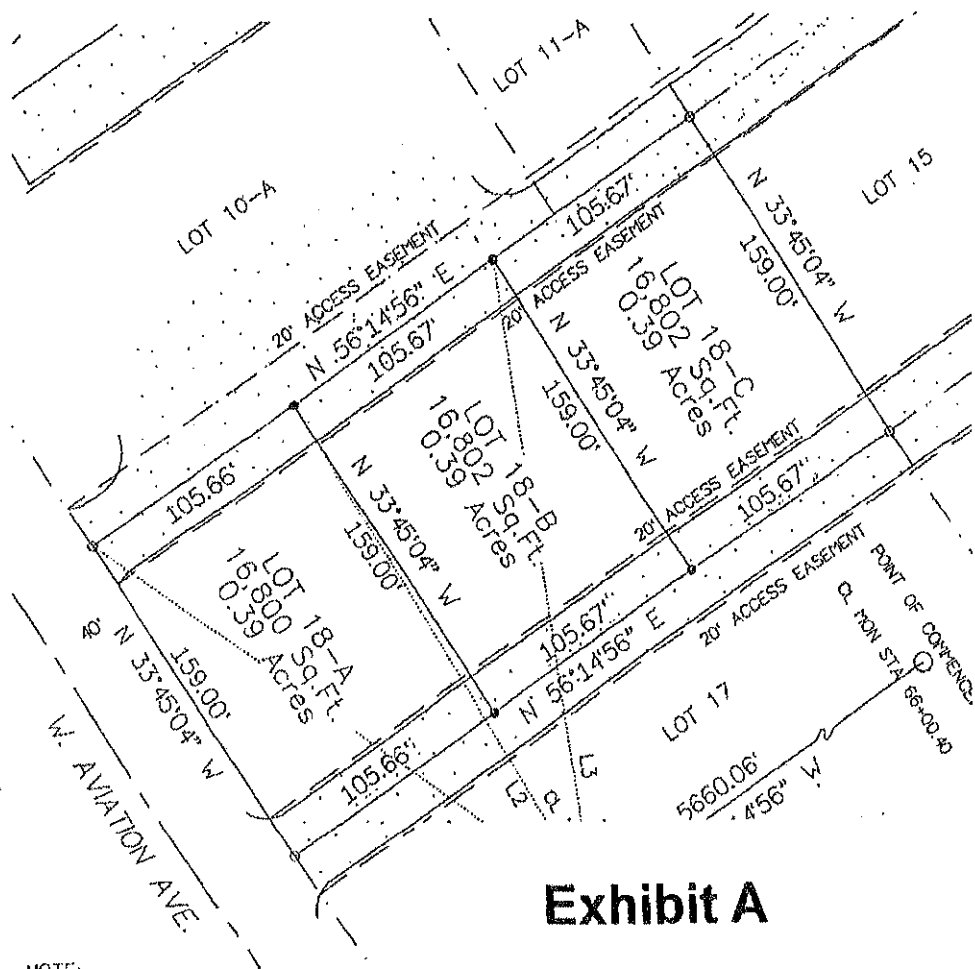 LOT 11-A
LOT 15
LOT 10-A
20' ACCESS EASEMENT
N 56°14'56" E
105.67'
105.67'
20' ACCESS EASEMENT
N 33°45'04" W
159.00'
LOT 18-C
16,802 Sq.Ft.
0.39 Acres
N 33°45'04" W
159.00'
LOT 18-B
16,802 Sq.Ft.
0.39 Acres
N 33°45'04" W
159.00'
105.66'
LOT 18-A
16,800 Sq.Ft.
0.39 Acres
40'
N 33°45'04" W
159.00'
W. AVIATION AVE.
20' ACCESS EASEMENT
105.67'
105.67'
N 56°14'56" E
105.66'
20' ACCESS EASEMENT
POINT OF COMMENCE
CL MON STA 66+00.40
LOT 17
5660.06'
4'56" W
L3
CL
L2
Exhibit A
NOTE: